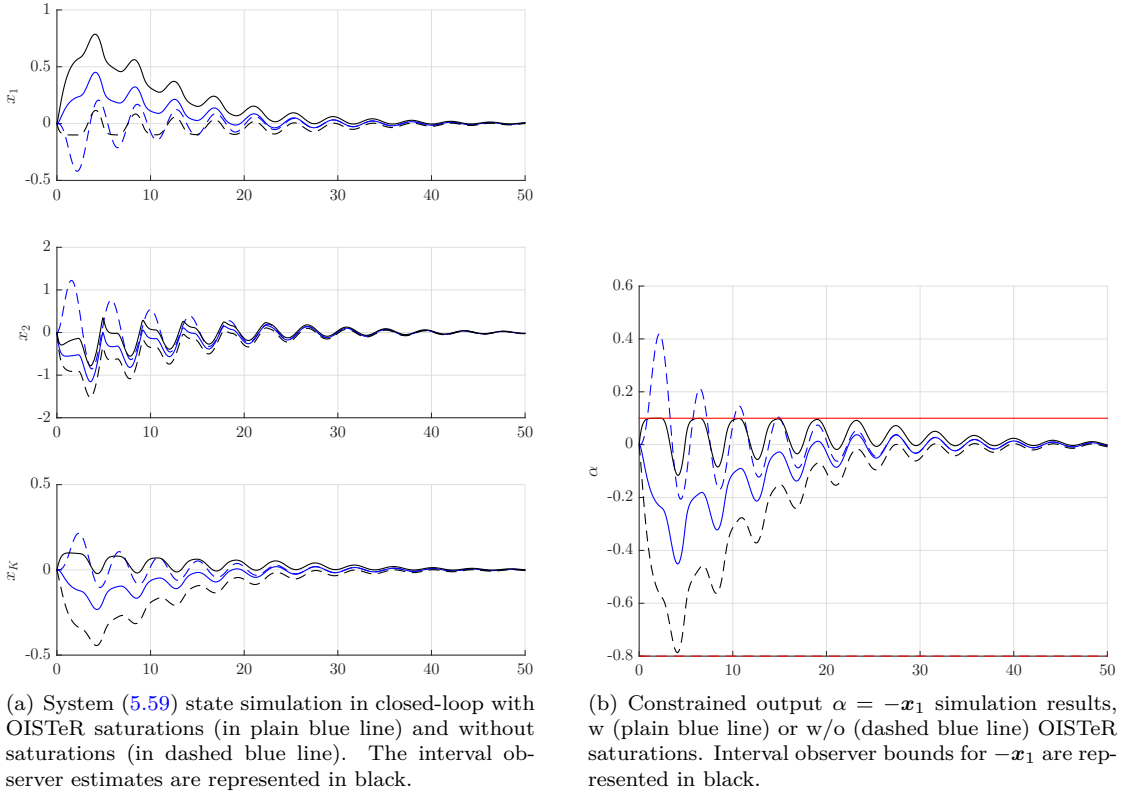 1
0.5
0
-0.5
x1
0 10 20 30 40 50
2
1
0
-1
-2
x2
0 10 20 30 40 50
0.5
0
-0.5
xK
0 10 20 30 40 50
(a) System (5.59) state simulation in closed-loop with
OISTeR saturations (in plain blue line) and without
saturations (in dashed blue line). The interval ob-
server estimates are represented in black.
0.6
0.4
0.2
0
-0.2
-0.4
-0.6
-0.8
α
0 10 20 30 40 50
(b) Constrained output α = −x1 simulation results,
w (plain blue line) or w/o (dashed blue line) OISTeR
saturations. Interval observer bounds for −x1 are rep-
resented in black.